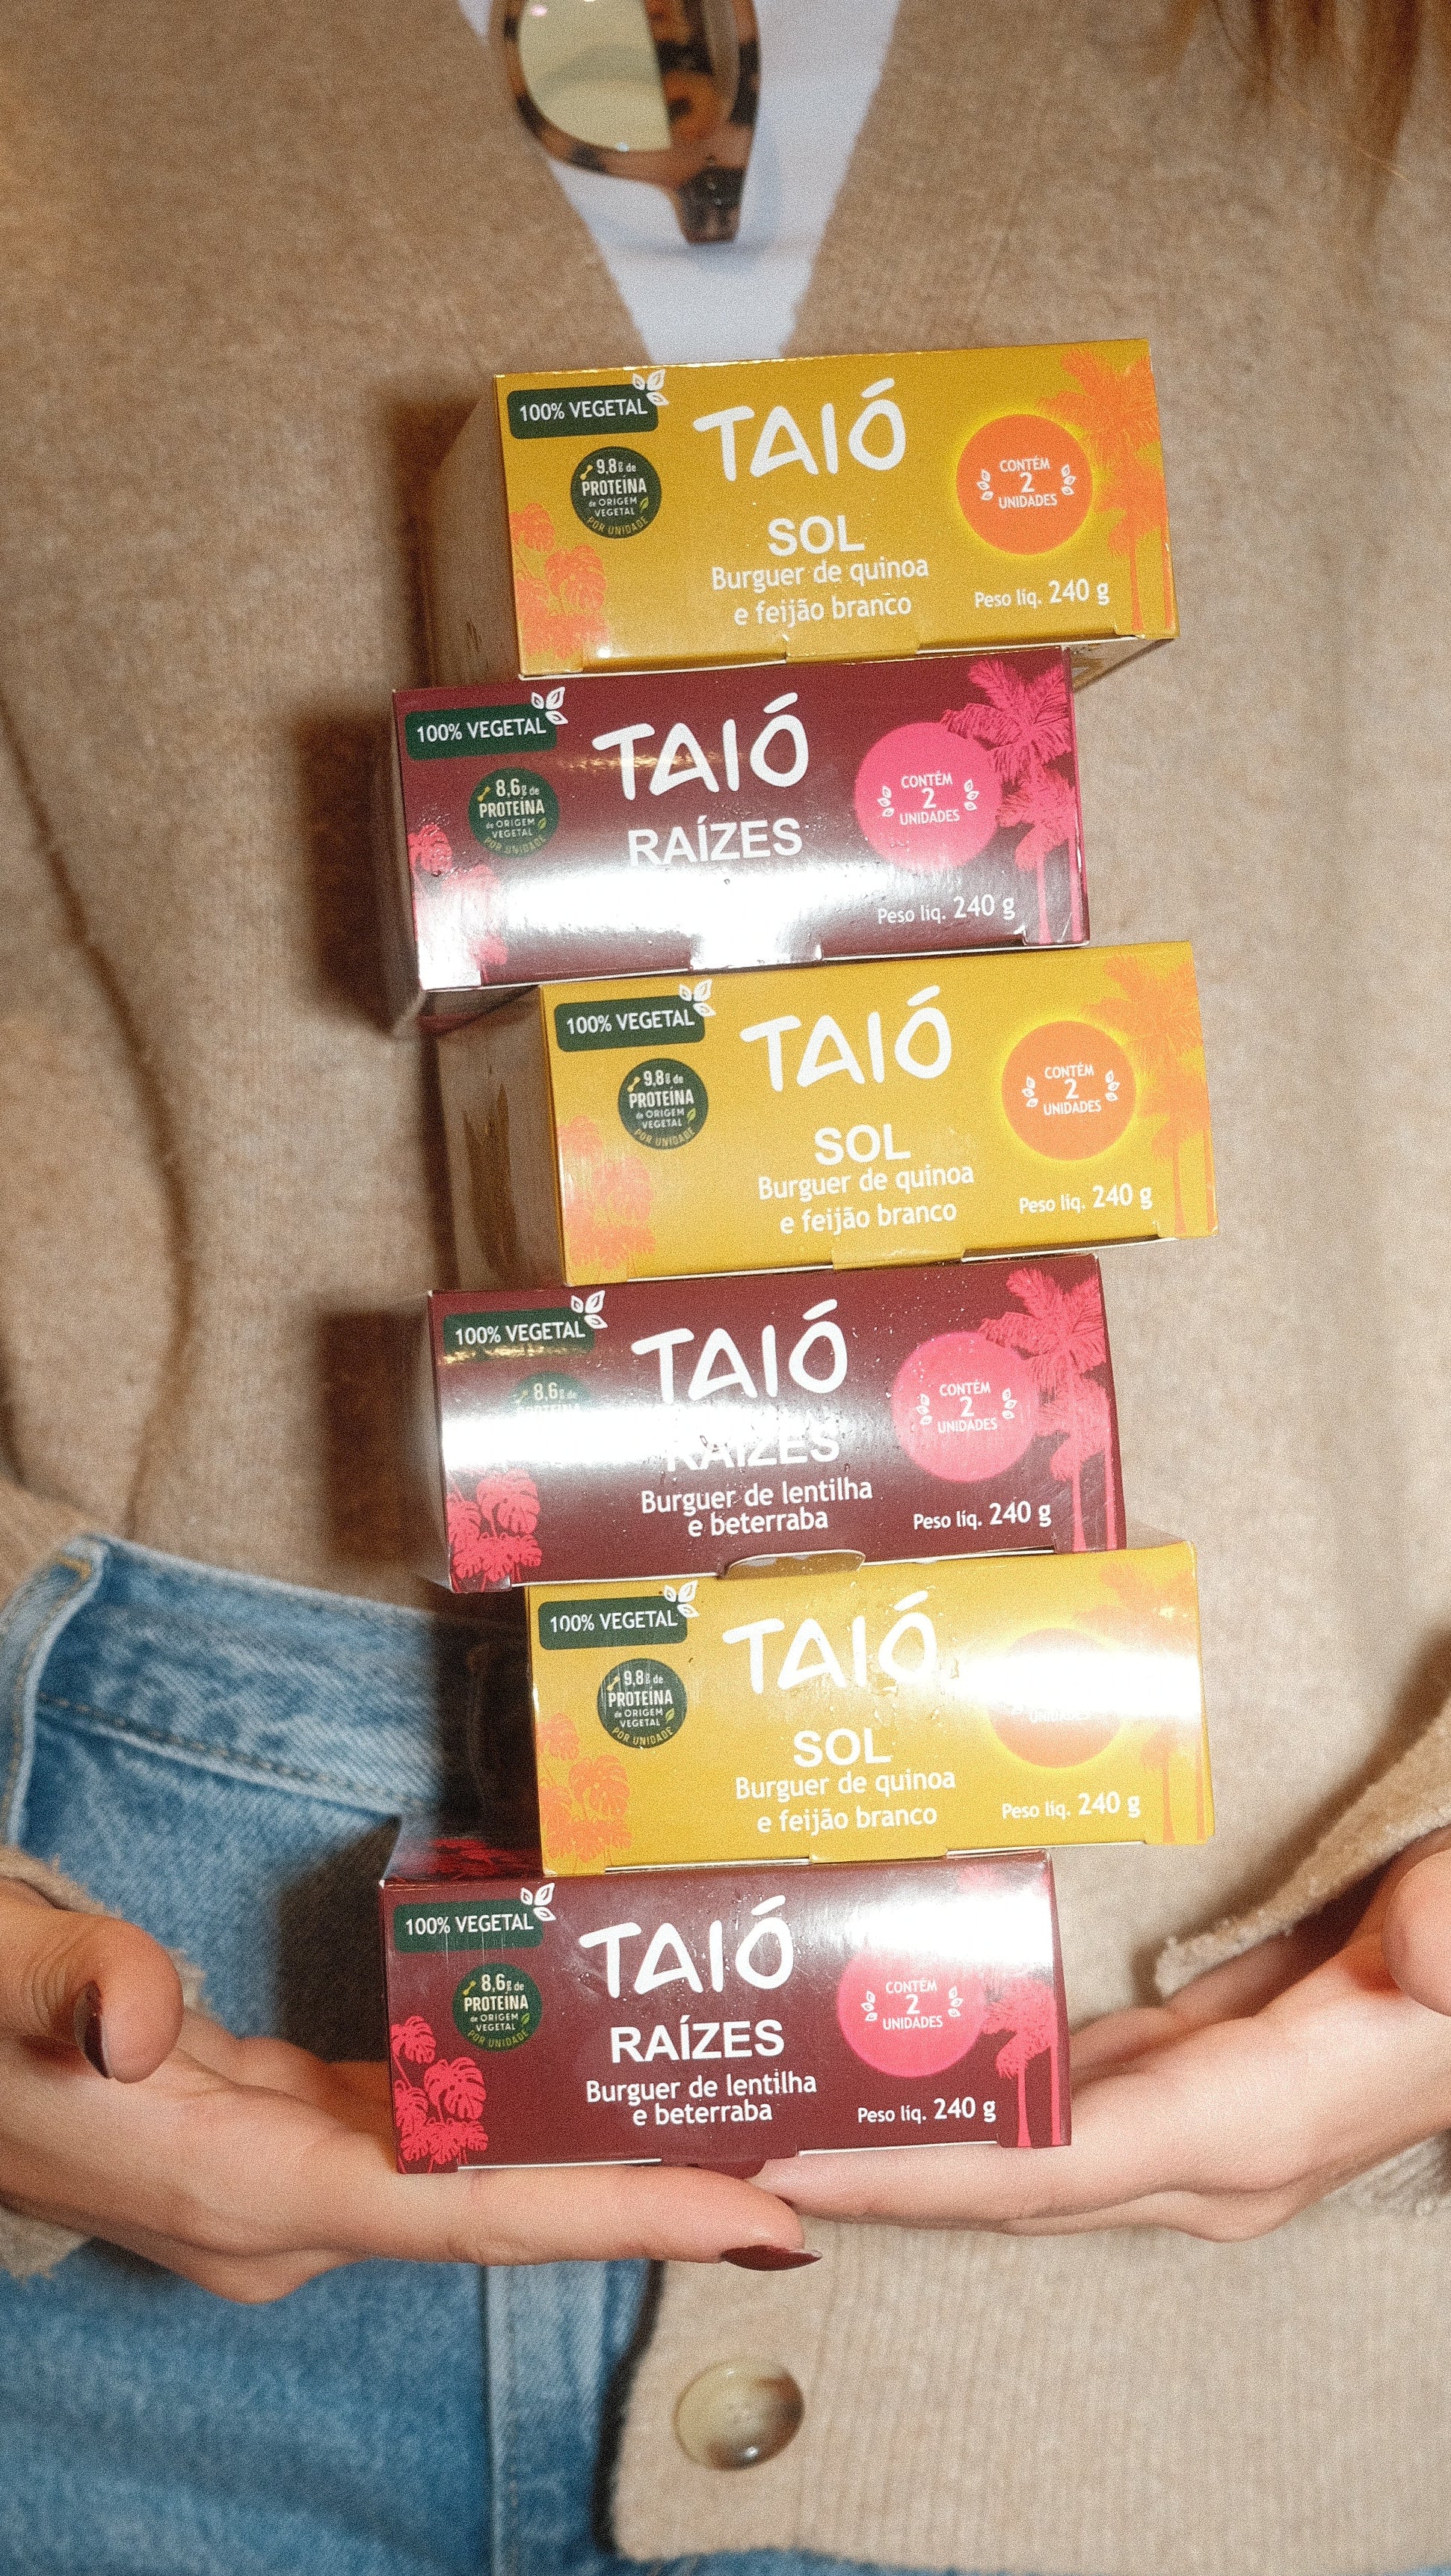 100% VEGETAL
TAIÓ
9,8g de
PROTEÍNA
de ORIGEM
VEGETAL
POR UNIDADE
CONTÉM
2
UNIDADES
SOL
Burguer de quinoa
e feijão branco
Peso líq. 240 g
100% VEGETAL
TAIÓ
8,6g de
PROTEÍNA
de ORIGEM
VEGETAL
POR UNIDADE
CONTÉM
2
UNIDADES
RAÍZES
Peso líq. 240 g
100% VEGETAL
TAIÓ
9,8g de
PROTEÍNA
de ORIGEM
VEGETAL
POR UNIDADE
CONTÉM
2
UNIDADES
SOL
Burguer de quinoa
e feijão branco
Peso líq. 240 g
100% VEGETAL
TAIÓ
8,6g de
CONTÉM
2
UNIDADES
RAÍZES
Burguer de lentilha
e beterraba
Peso líq. 240 g
100% VEGETAL
TAIÓ
9,8g de
PROTEÍNA
de ORIGEM
VEGETAL
POR UNIDADE
UNIDADES
SOL
Burguer de quinoa
e feijão branco
Peso líq. 240 g
100% VEGETAL
TAIÓ
8,6g de
PROTEÍNA
de ORIGEM
VEGETAL
POR UNIDADE
CONTÉM
2
UNIDADES
RAÍZES
Burguer de lentilha
e beterraba
Peso líq. 240 g